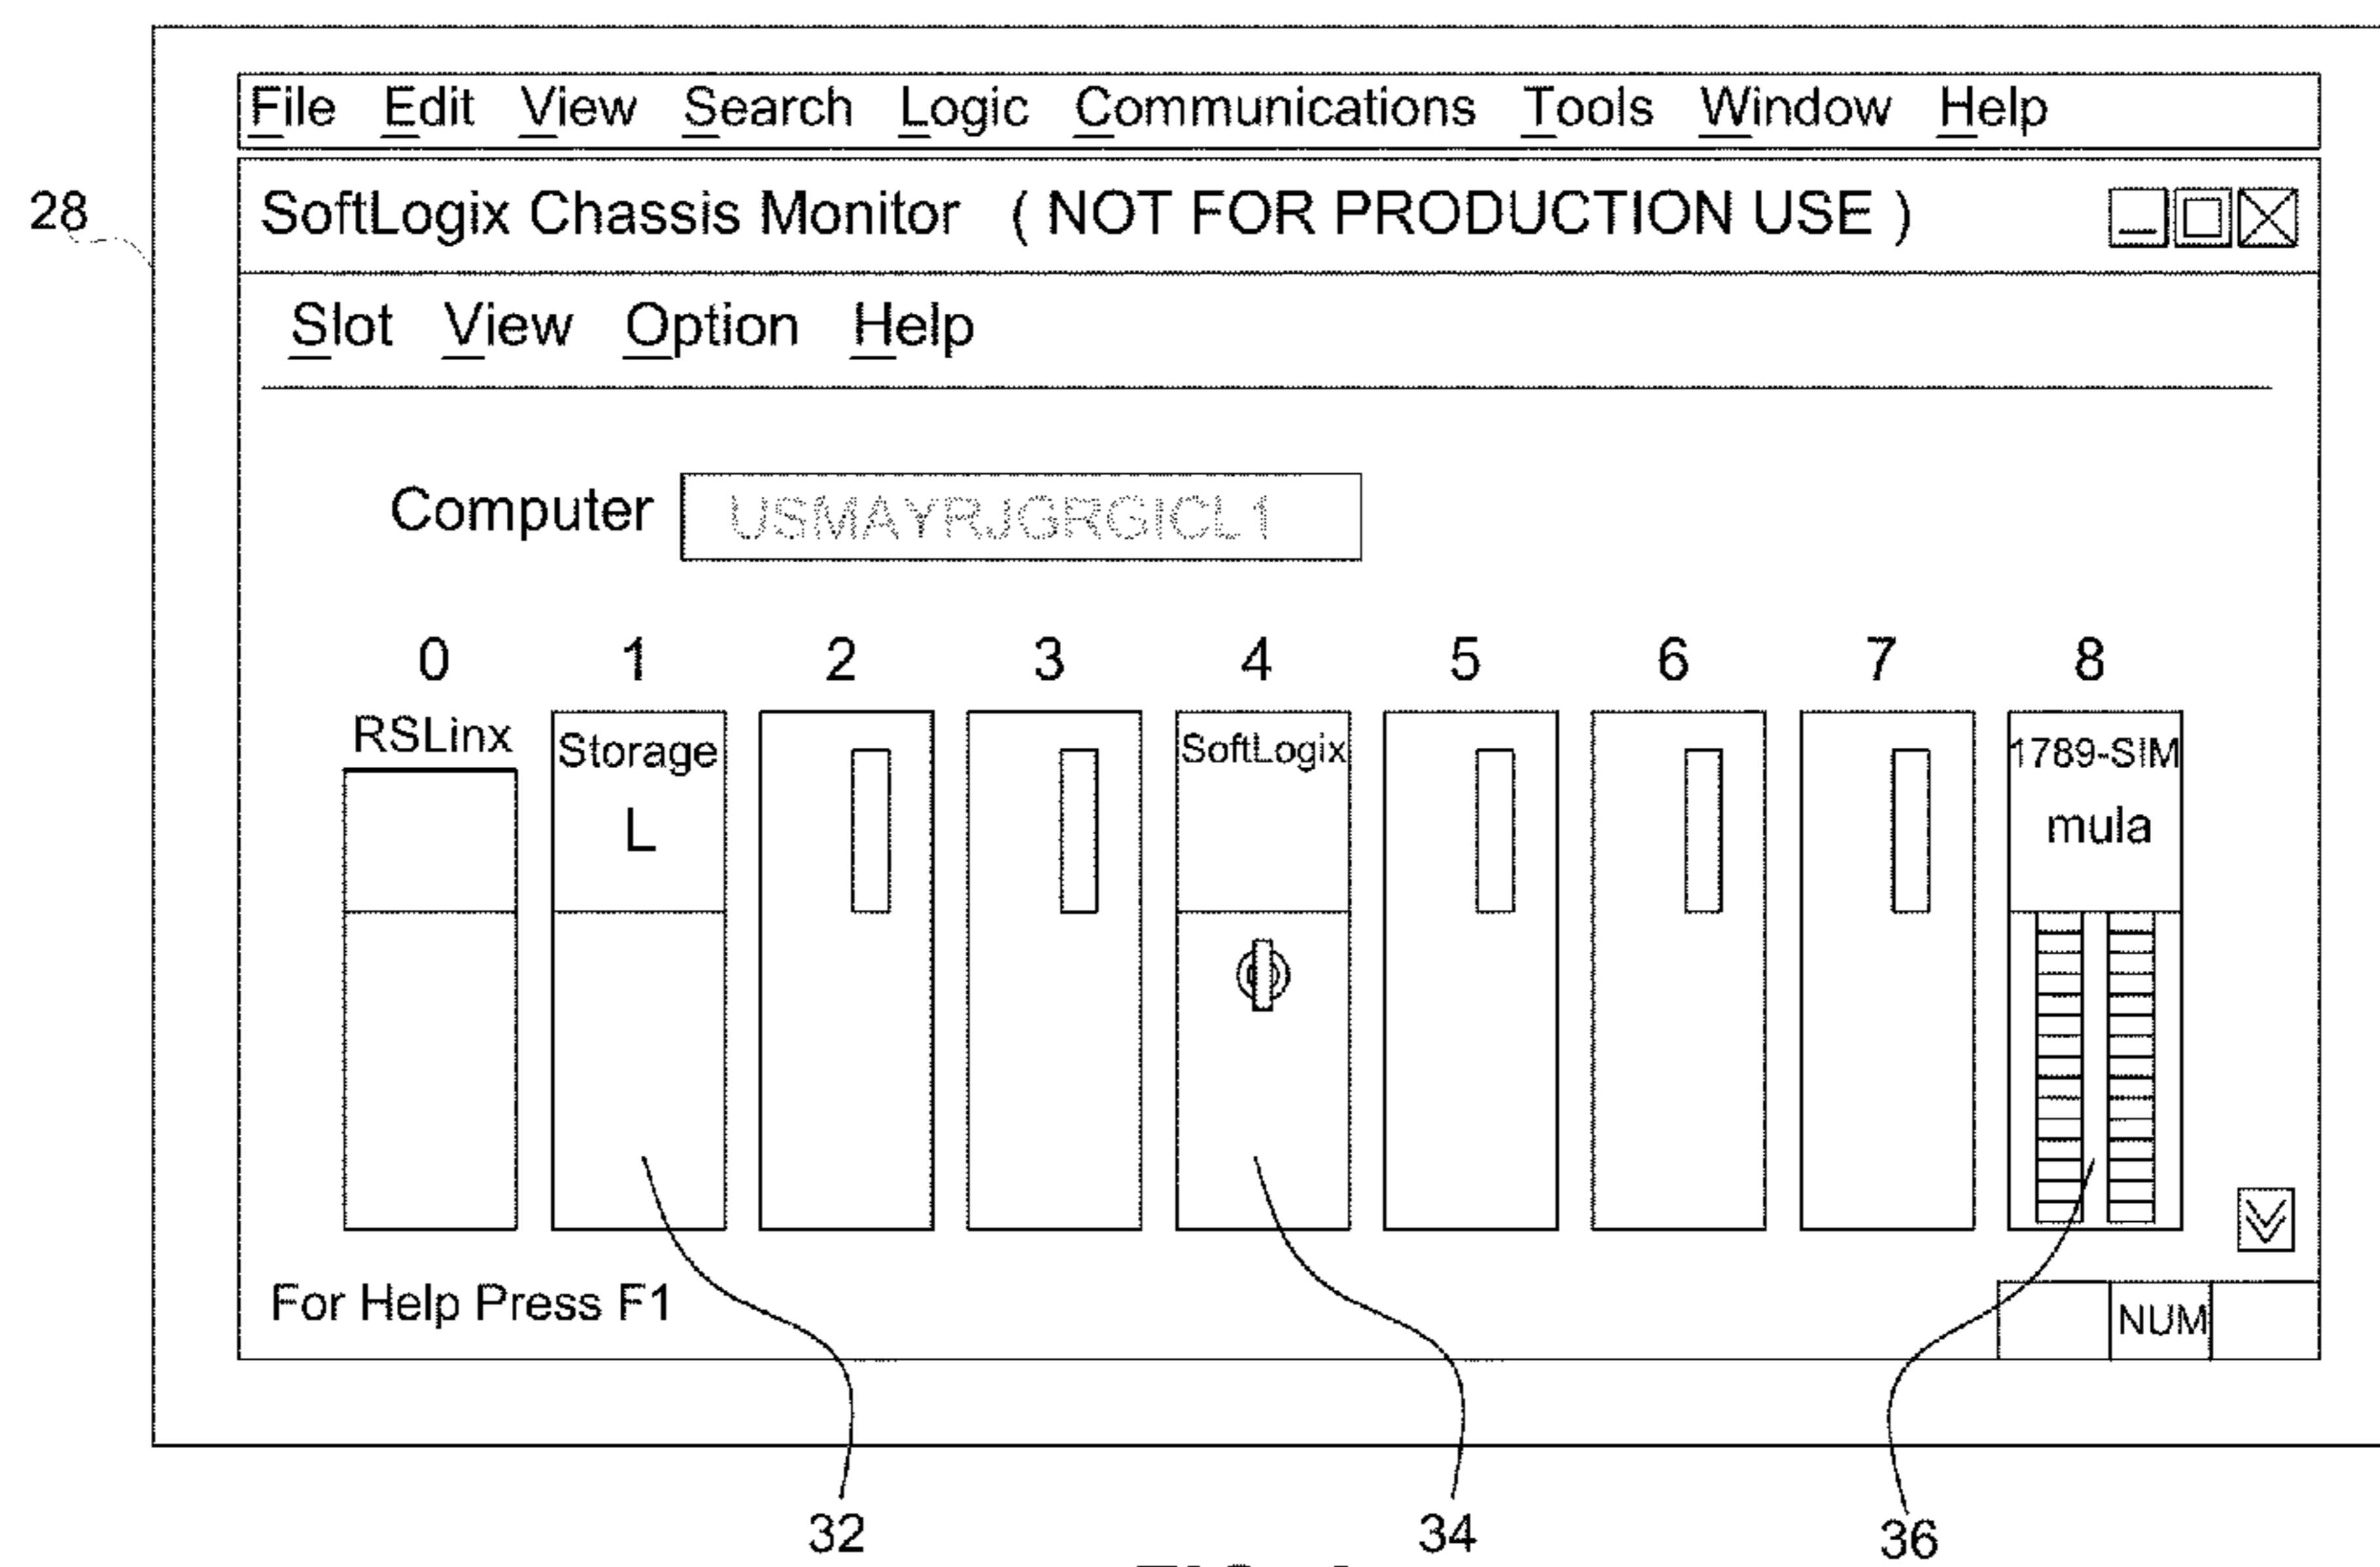 File Edit View Search Logic Communications Tools Window Help
28
SoftLogix Chassis Monitor ( NOT FOR PRODUCTION USE )
Slot View Option Help
Computer USMAYRJGRGICL1
0 1 2 3 4 5 6 7 8
RSLinx Storage SoftLogix 1789-SIM
L mula
For Help Press F1 NUM
32 34 36